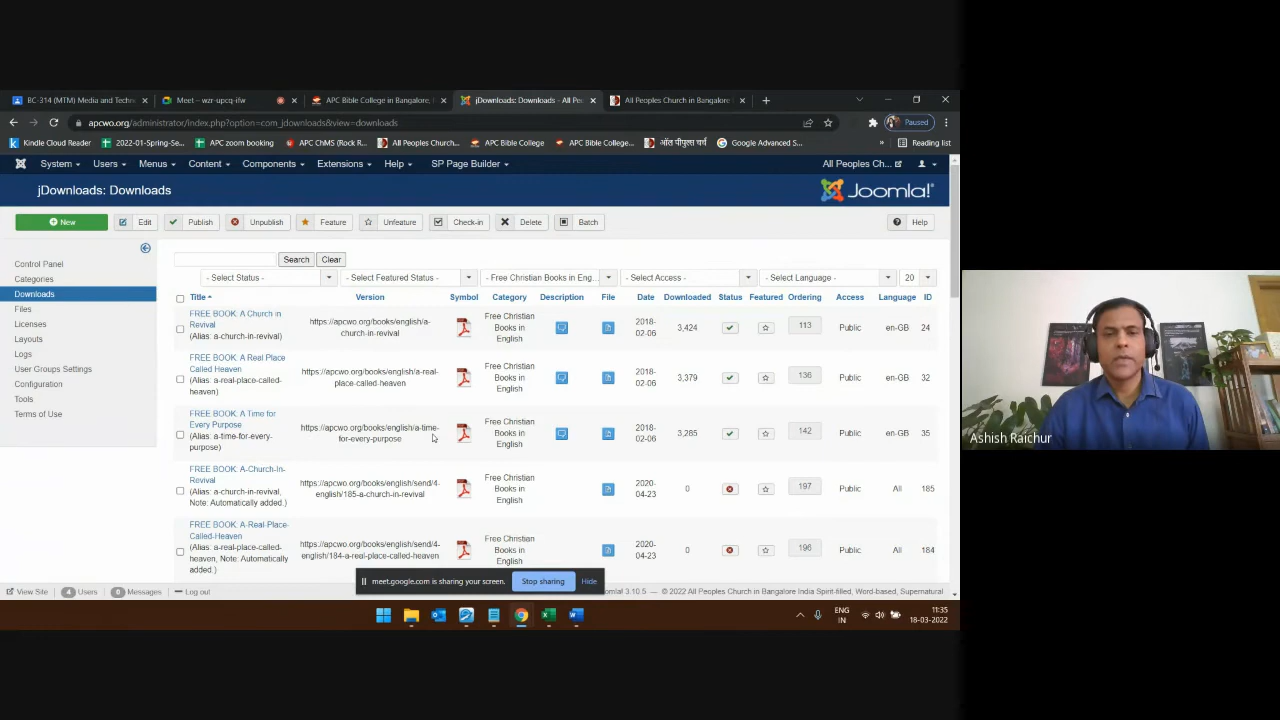 BC-314 (MTM) Media and Techn
Meet – wzr-upcq-ifw
APC Bible College in Bangalore,
jDownloads: Downloads - All Peo
All Peoples Church in Bangalore
apcwo.org/administrator/index.php?option=com_jdownloads&view=downloads
Paused
Kindle Cloud Reader
2022-01-Spring-Se...
APC zoom booking
APC ChMS (Rock R...
All Peoples Church...
APC Bible College
APC Bible College...
ऑल पीपुल्स चर्च
Google Advanced S...
»
Reading list
System
Users
Menus
Content
Components
Extensions
Help
SP Page Builder
All Peoples Ch...
jDownloads: Downloads
Joomla!®
New
Edit
Publish
Unpublish
Feature
Unfeature
Check-in
Delete
Batch
Help
Control Panel
Categories
Downloads
Files
Licenses
Layouts
Logs
User Groups Settings
Configuration
Tools
Terms of Use
Search
Clear
- Select Status -
- Select Featured Status -
- Free Christian Books in Eng...
- Select Access -
- Select Language -
20
Title
Version
Symbol
Category
Description
File
Date
Downloaded
Status
Featured
Ordering
Access
Language
ID
FREE BOOK: A Church in
Revival
(Alias: a-church-in-revival)
https://apcwo.org/books/english/a-
church-in-revival
Free Christian
Books in
English
2018-
02-06
3,424
113
Public
en-GB
24
FREE BOOK: A Real Place
Called Heaven
(Alias: a-real-place-called-
heaven)
https://apcwo.org/books/english/a-real-
place-called-heaven
Free Christian
Books in
English
2018-
02-06
3,379
136
Public
en-GB
32
FREE BOOK: A Time for
Every Purpose
(Alias: a-time-for-every-
purpose)
https://apcwo.org/books/english/a-time-
for-every-purpose
Free Christian
Books in
English
2018-
02-06
3,285
142
Public
en-GB
35
FREE BOOK: A-Church-In-
Revival
(Alias: a-church-in-revival,
Note: Automatically added.)
https://apcwo.org/books/english/send/4-
english/185-a-church-in-revival
Free Christian
Books in
English
2020-
04-23
0
197
Public
All
185
FREE BOOK: A-Real-Place-
Called-Heaven
(Alias: a-real-place-called-
heaven, Note: Automatically
added.)
https://apcwo.org/books/english/send/4-
english/184-a-real-place-called-heaven
Free Christian
Books in
English
2020-
04-23
0
196
Public
All
184
meet.google.com is sharing your screen.
Stop sharing
Hide
View Site
4 Users
0 Messages
Log out
Joomla! 3.10.5 — © 2022 All Peoples Church in Bangalore India Spirit-filled, Word-based, Supernatural
ENG
IN
11:35
18-03-2022
Ashish Raichur